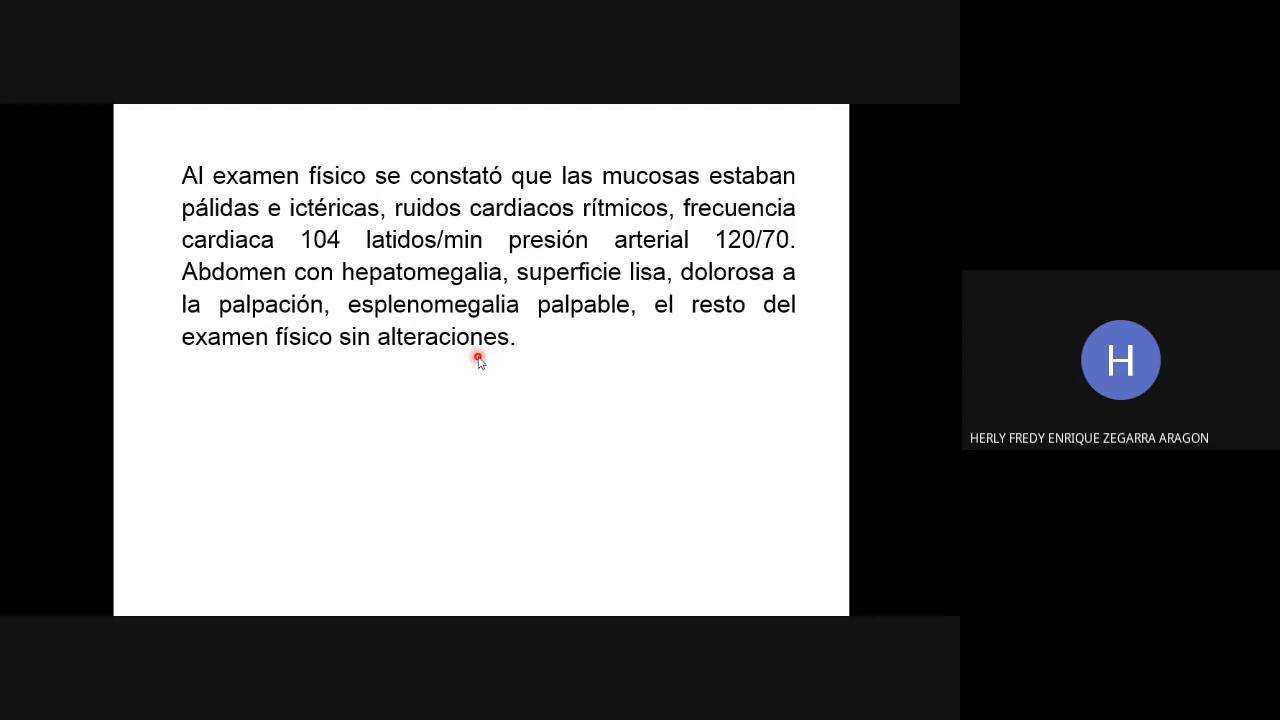 Al examen físico se constató que las mucosas estaban
pálidas e ictéricas, ruidos cardiacos rítmicos, frecuencia
cardiaca 104 latidos/min presión arterial 120/70.
Abdomen con hepatomegalia, superficie lisa, dolorosa a
la palpación, esplenomegalia palpable, el resto del
examen físico sin alteraciones.
H
HERLY FREDY ENRIQUE ZEGARRA ARAGON